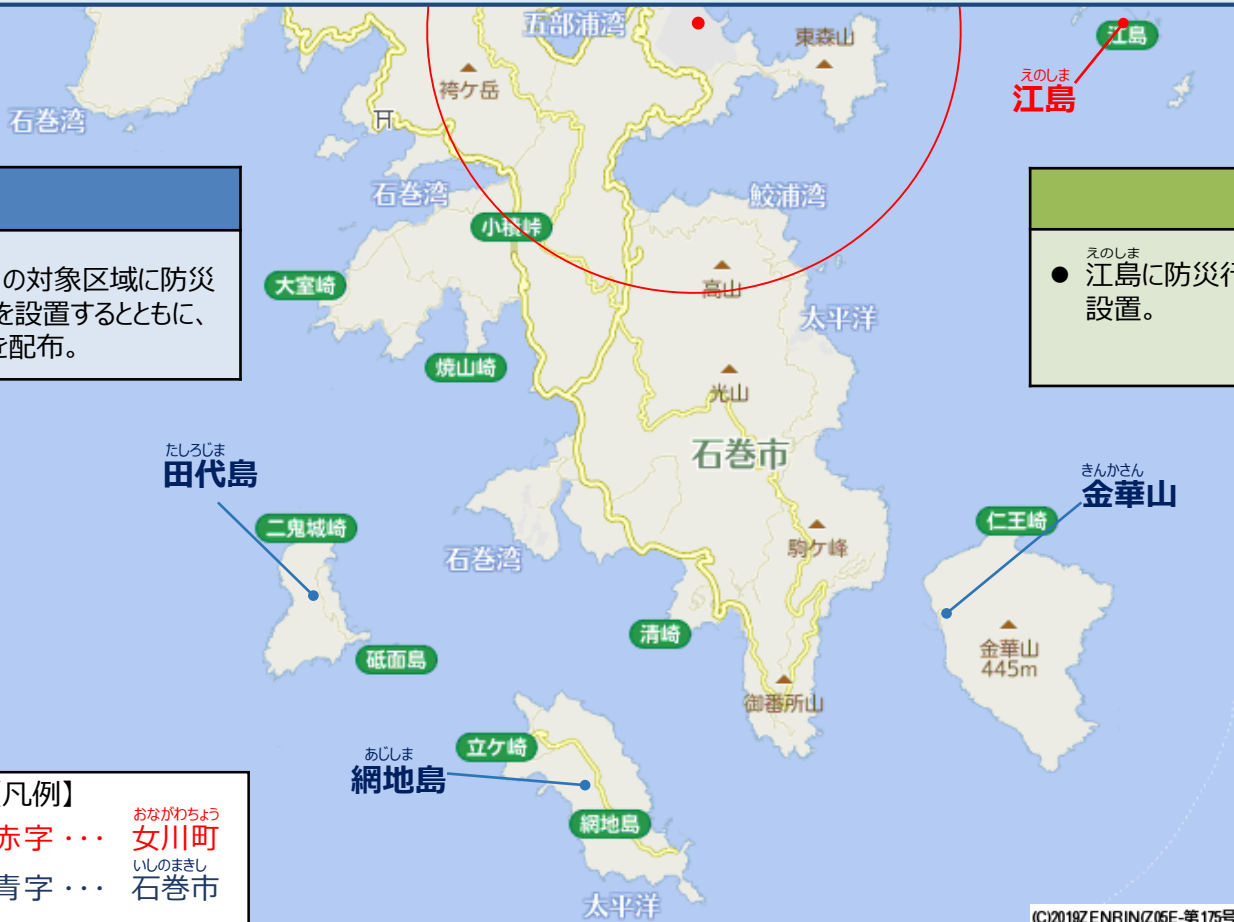 五部浦湾
東森山
江島
えのしま
江島
袴ケ岳
石巻湾
石巻湾
鮫浦湾
小積峠
の対象区域に防災
を設置するとともに、
を配布。
えのしま
● 江島に防災行
設置。
大室崎
高山
太平洋
焼山崎
光山
石巻市
たしろじま
田代島
きんかさん
金華山
二鬼城崎
仁王崎
駒ケ峰
石巻湾
清崎
砥面島
金華山
445m
御番所山
立ケ崎
あじしま
網地島
網地島
太平洋
凡例】
おながわちょう
赤字 ・・・ 女川町
いしのまきし
青字 ・・・ 石巻市
(C)2019ZENRIN(Z05E-第175号